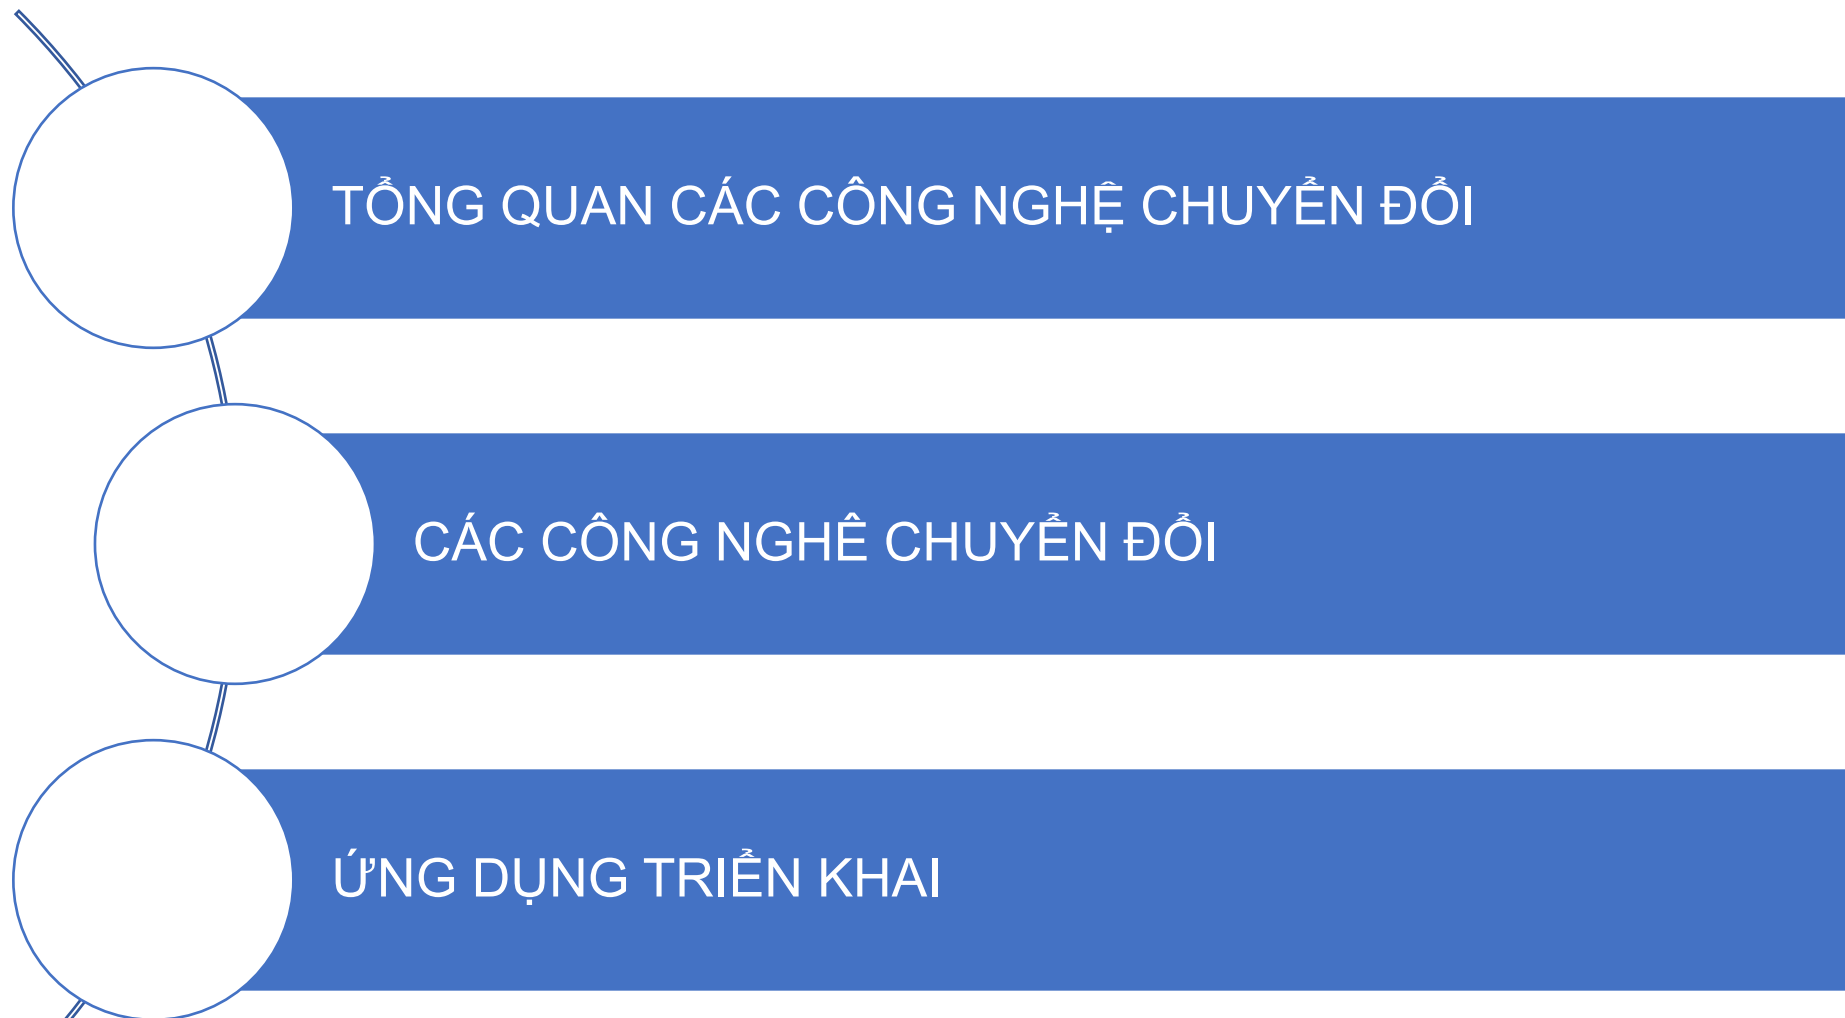 TỔNG QUAN CÁC CÔNG NGHỆ CHUYỂN ĐỔI
CÁC CÔNG NGHÊ CHUYỂN ĐỔI
ỨNG DỤNG TRIỂN KHAI